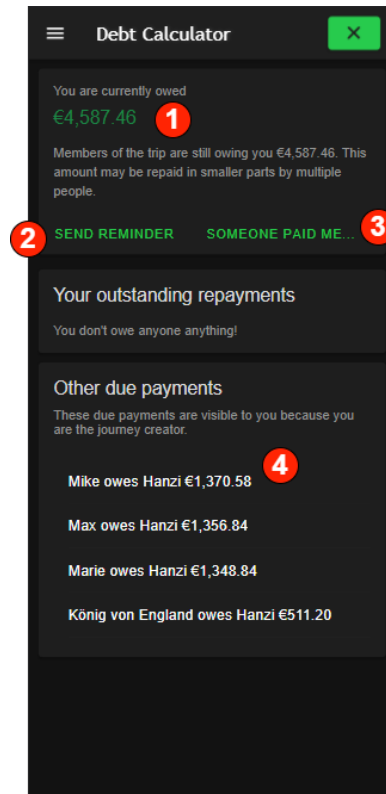 Debt Calculator
You are currently owed
€4,587.46
1
Members of the trip are still owing you €4,587.46. This
amount may be repaid in smaller parts by multiple
people.
2
SEND REMINDER
SOMEONE PAID ME...
3
Your outstanding repayments
You don't owe anyone anything!
Other due payments
These due payments are visible to you because you
are the journey creator.
4
Mike owes Hanzi €1,370.58
Max owes Hanzi €1,356.84
Marie owes Hanzi €1,348.84
König von England owes Hanzi €511.20